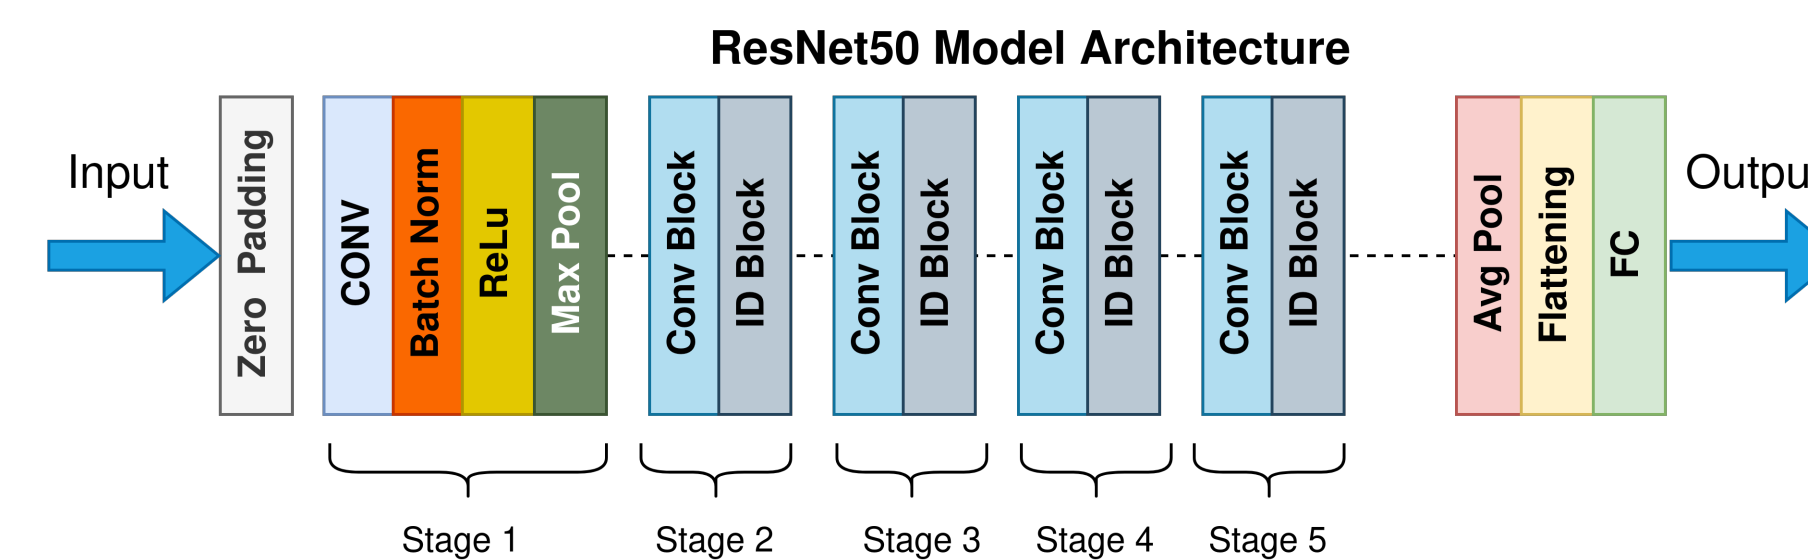 ResNet50 Model Architecture
Input
Zero Padding
CONV
Batch Norm
ReLu
Max Pool
Conv Block
ID Block
Conv Block
ID Block
Conv Block
ID Block
Conv Block
ID Block
Avg Pool
Flattening
FC
Outpu
Stage 1
Stage 2
Stage 3
Stage 4
Stage 5